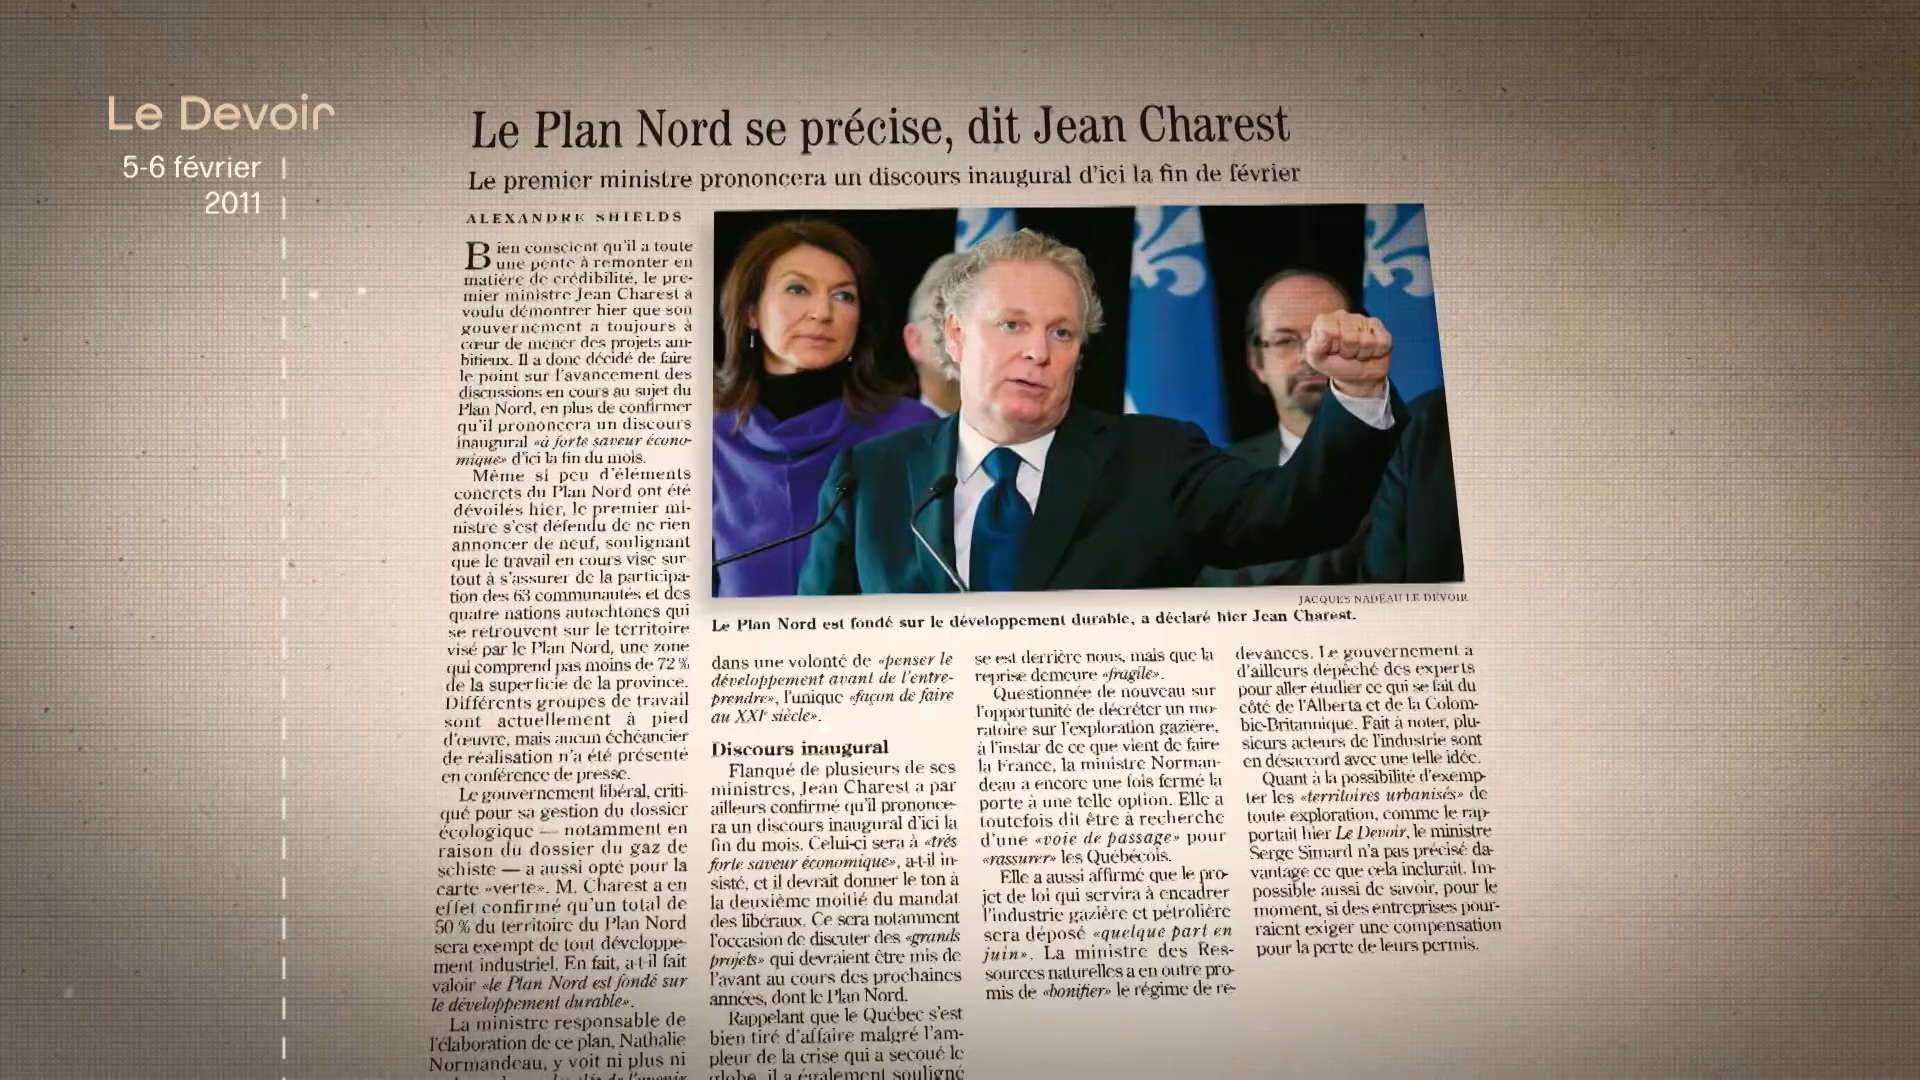 Le Devoir
5-6 février
2011
Le Plan Nord se précise, dit Jean Charest
Le premier ministre prononcera un discours inaugural d'ici la fin de février
ALEXANDRE SHIELDS
Bien conscient qu'il a toute
une pente à remonter en
matière de crédibilité, le pre-
mier ministre Jean Charest a
voulu démontrer hier que son
gouvernement a toujours à
cœur de mener des projets am-
bitieux. Il a donc décidé de faire
le point sur l'avancement des
discussions en cours au sujet du
Plan Nord, en plus de confirmer
qu'il prononcera un discours
inaugural «à forte saveur écono-
mique» d'ici la fin du mois.
Même si peu d'éléments
concrets du Plan Nord ont été
dévoilés hier, le premier mi-
nistre s'est défendu de ne rien
annoncer de neuf, soulignant
que le travail en cours vise sur-
tout à s'assurer de la participa-
tion des 63 communautés et des
quatre nations autochtones qui
se retrouvent sur le territoire
visé par le Plan Nord, une zone
qui comprend pas moins de 72 %
de la superficie de la province.
Différents groupes de travail
sont actuellement à pied
d'œuvre, mais aucun échéancier
de réalisation n'a été présenté
en conférence de presse.
Le gouvernement libéral, criti-
qué pour sa gestion du dossier
écologique — notamment en
raison du dossier du gaz de
schiste — a aussi opté pour la
carte «verte». M. Charest a en
effet confirmé qu'un total de
50 % du territoire du Plan Nord
sera exempt de tout développe-
ment industriel. En fait, a-t-il fait
valoir «le Plan Nord est fondé sur
le développement durable».
La ministre responsable de
l'élaboration de ce plan, Nathalie
Normandeau, y voit ni plus ni
JACQUES NADEAU LE DEVOIR
Le Plan Nord est fondé sur le développement durable, a déclaré hier Jean Charest.
dans une volonté de «penser le
développement avant de l'entre-
prendre», l'unique «façon de faire
au XXIe siècle».
Discours inaugural
Flanqué de plusieurs de ses
ministres, Jean Charest a par
ailleurs confirmé qu'il prononce-
ra un discours inaugural d'ici la
fin du mois. Celui-ci sera à «très
forte saveur économique», a-t-il in-
sisté, et il devrait donner le ton à
la deuxième moitié du mandat
des libéraux. Ce sera notamment
l'occasion de discuter des «grands
projets» qui devraient être mis de
l'avant au cours des prochaines
années, dont le Plan Nord.
Rappelant que le Québec s'est
bien tiré d'affaire malgré l'am-
pleur de la crise qui a secoué le
globe, il a également souligné
se est derrière nous, mais que la
reprise demeure «fragile».
Questionnée de nouveau sur
l'opportunité de décréter un mo-
ratoire sur l'exploration gazière,
à l'instar de ce que vient de faire
la France, la ministre Norman-
deau a encore une fois fermé la
porte à une telle option. Elle a
toutefois dit être à recherche
d'une «voie de passage» pour
«rassurer» les Québécois.
Elle a aussi affirmé que le pro-
jet de loi qui servira à encadrer
l'industrie gazière et pétrolière
sera déposé «quelque part en
juin». La ministre des Res-
sources naturelles a en outre pro-
mis de «bonifier» le régime de re-
devances. Le gouvernement a
d'ailleurs dépêché des experts
pour aller étudier ce qui se fait du
côté de l'Alberta et de la Colom-
bie-Britannique. Fait à noter, plu-
sieurs acteurs de l'industrie sont
en désaccord avec une telle idée.
Quant à la possibilité d'exemp-
ter les «territoires urbanisés» de
toute exploration, comme le rap-
portait hier Le Devoir, le ministre
Serge Simard n'a pas précisé da-
vantage ce que cela inclurait. Im-
possible aussi de savoir, pour le
moment, si des entreprises pour-
raient exiger une compensation
pour la perte de leurs permis.